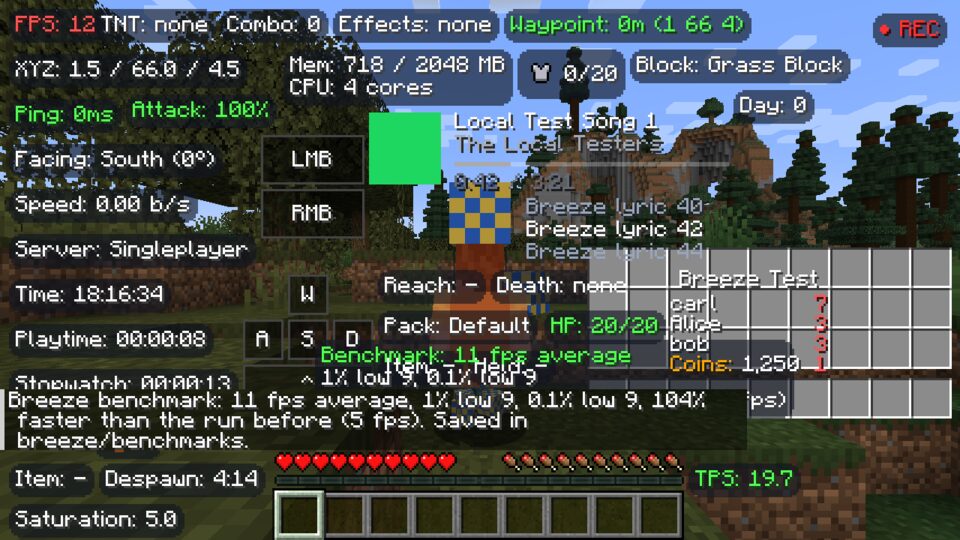 FPS: 12 TNT: none Combo: 0 Effects: none Waypoint: 0m (1 66 4) REC
XYZ: 1.5 / 66.0 / 4.5
Mem: 718 / 2048 MB
CPU: 4 cores
0/20
Block: Grass Block
Day: 0
Ping: 0ms
Attack: 100%
Local Test Song 1
The Local Testers
0:42 3:21
Facing: South (0°)
LMB
Speed: 0.00 b/s
RMB
Breeze lyric 40
Breeze lyric 42
Breeze lyric 44
Server: Singleplayer
Reach: - Death: none
Breeze Test
Time: 18:16:34
W
carl 7
Alice 3
bob 3
Coins: 1,250 1
Pack: Default HP: 20/20
Playtime: 00:00:08
A S D
Benchmark: 11 fps average
1% low 9, 0.1% low 9
Stopwatch: 00:00:13
Breeze benchmark: 11 fps average, 1% low 9, 0.1% low 9, 104%
faster than the run before (5 fps). Saved in
breeze/benchmarks.
fps)
Item: - Despawn: 4:14
TPS: 19.7
Saturation: 5.0